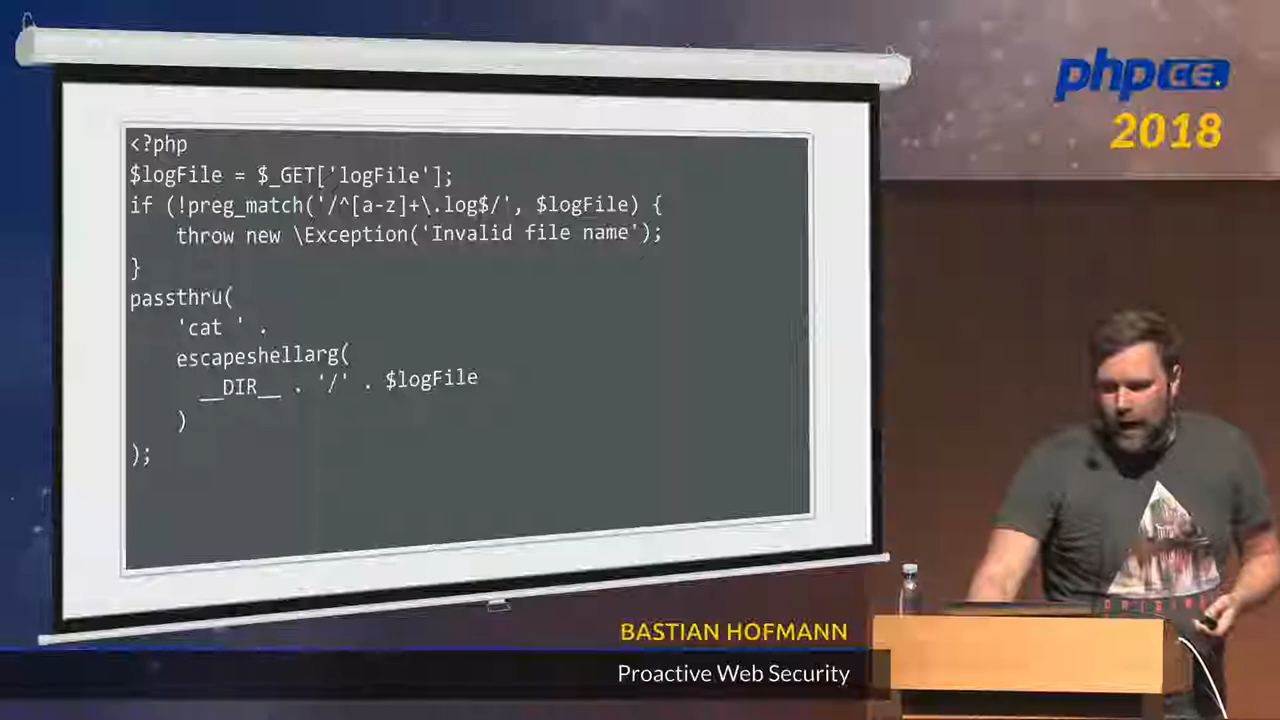 <?php
$logFile = $_GET['logFile'];
if (!preg_match('/^[a-z]+\.log$/', $logFile) {
    throw new \Exception('Invalid file name');
}
passthru(
    'cat ' .
    escapeshellarg(
      __DIR__ . '/' . $logFile
    )
);
phpCE.
2018
BASTIAN HOFMANN
Proactive Web Security